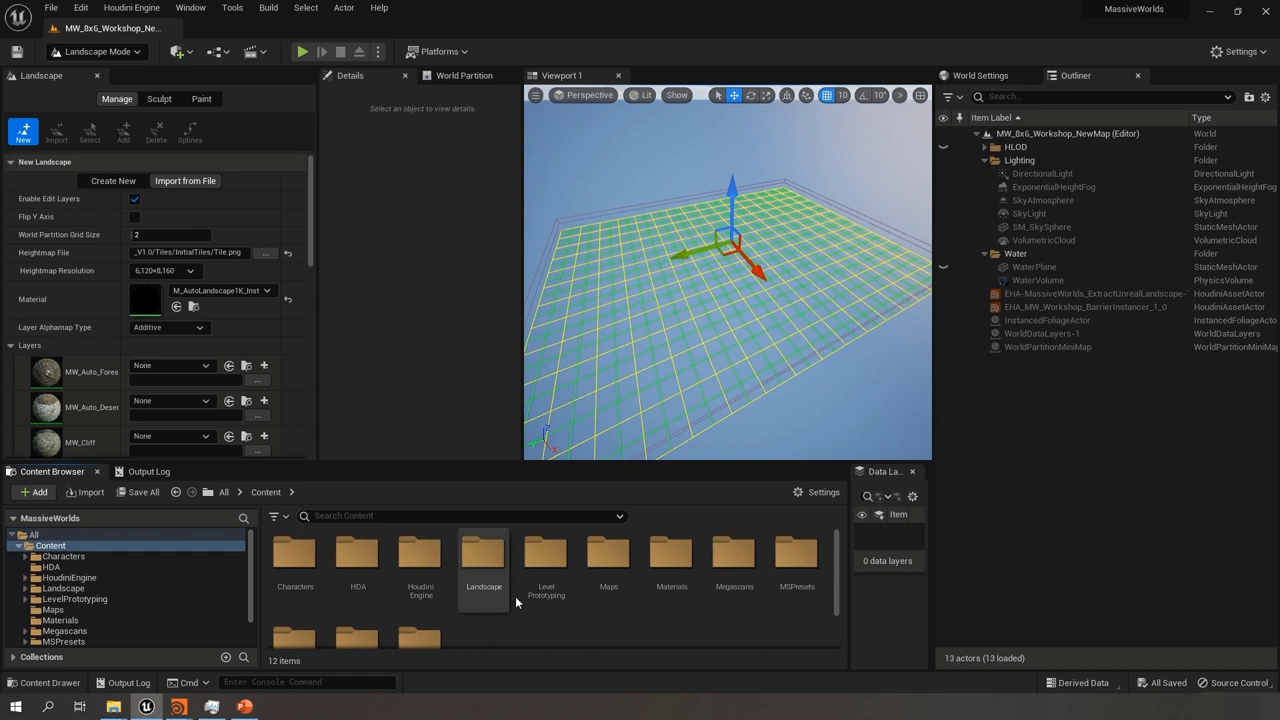 File Edit Houdini Engine Window Tools Build Select Actor Help
MassiveWorlds
MW_8x6_Workshop_Ne...
Landscape Mode
Platforms
Settings
Landscape
Details
World Partition
Viewport 1
World Settings
Outliner
Manage Sculpt Paint
Select an object to view details.
Perspective Lit Show 10 10°
Search...
Item Label Type
New Import Select Add Delete Splines
New Landscape
Create New Import from File
Enable Edit Layers
Flip Y Axis
World Partition Grid Size 2
Heightmap File _V1.0/Tiles/InitialTiles/Tile.png ...
Heightmap Resolution 6,120×8,160
Material M_AutoLandscape1K_Inst
Layer Alphamap Type Additive
Layers
MW_Auto_Fores None
...
MW_Auto_Deser None
...
MW_Cliff None
...
MW_8x6_Workshop_NewMap (Editor) World
HLOD Folder
Lighting Folder
DirectionalLight DirectionalLight
ExponentialHeightFog ExponentialHeightFog
SkyAtmosphere SkyAtmosphere
SkyLight SkyLight
SM_SkySphere StaticMeshActor
VolumetricCloud VolumetricCloud
Water Folder
WaterPlane StaticMeshActor
WaterVolume PhysicsVolume
EHA-MassiveWorlds_ExtractUnrealLandscape- HoudiniAssetActor
EHA_MW_Workshop_BarrierInstancer_1_0 HoudiniAssetActor
InstancedFoliageActor InstancedFoliageActor
WorldDataLayers-1 WorldDataLayers
WorldPartitionMiniMap WorldPartitionMiniMap
13 actors (13 loaded)
Z
X
Content Browser
Output Log
Add Import Save All All Content
Settings
MassiveWorlds
Search Content
All
Content
Characters
HDA
HoudiniEngine
Landscape
LevelPrototyping
Maps
Materials
Megascans
MSPresets
Collections
Characters
HDA
Houdini
Engine
Landscape
Level
Prototyping
Maps
Materials
Megascans
MSPresets
12 items
Data La...
Item
0 data layers
Content Drawer Output Log Cmd Enter Console Command
Derived Data All Saved Source Control